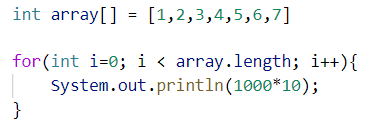 int array[] = [1,2,3,4,5,6,7]
for(int i=0; i < array.length; i++){
    System.out.println(1000*10);
}